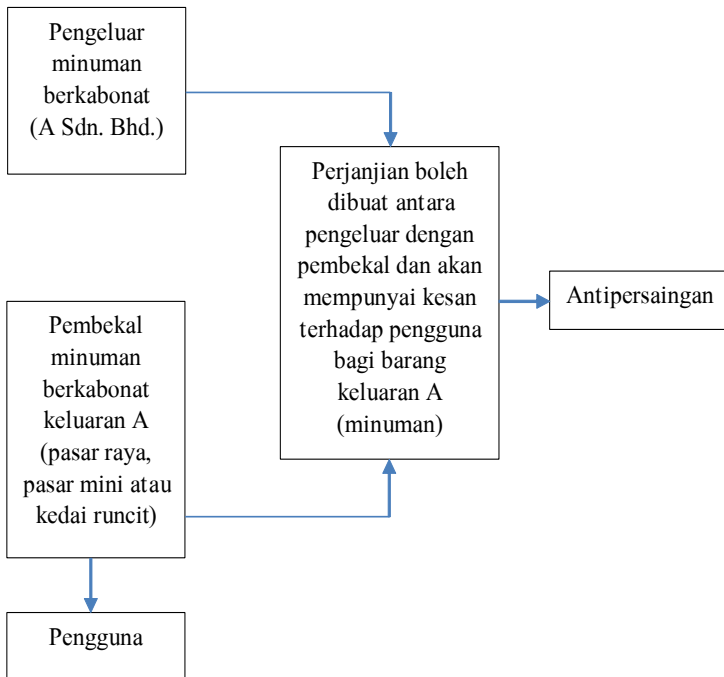 Pengeluar
minuman
berkabonat
(A Sdn. Bhd.)
Perjanjian boleh
dibuat antara
pengeluar dengan
pembekal dan akan
mempunyai kesan
terhadap pengguna
bagi barang
keluaran A
(minuman)
Antipersaingan
Pembekal
minuman
berkabonat
keluaran A
(pasar raya,
pasar mini atau
kedai runcit)
Pengguna